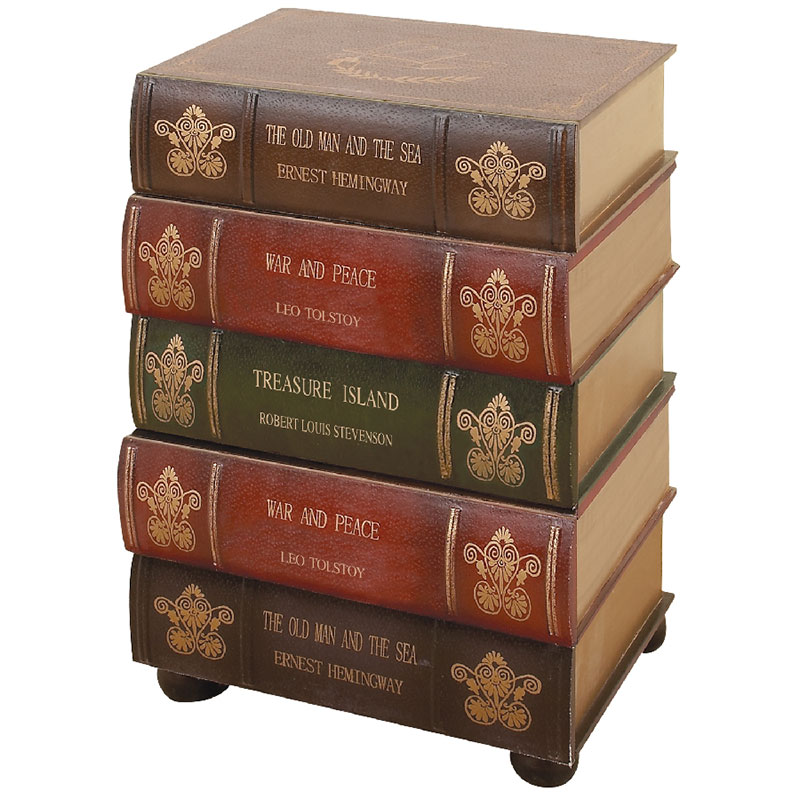 THE OLD MAN AND THE SEA
ERNEST HEMINGWAY
WAR AND PEACE
LEO TOLSTOY
TREASURE ISLAND
ROBERT LOUIS STEVENSON
WAR AND PEACE
LEO TOLSTOY
THE OLD MAN AND THE SEA
ERNEST HEMINGWAY